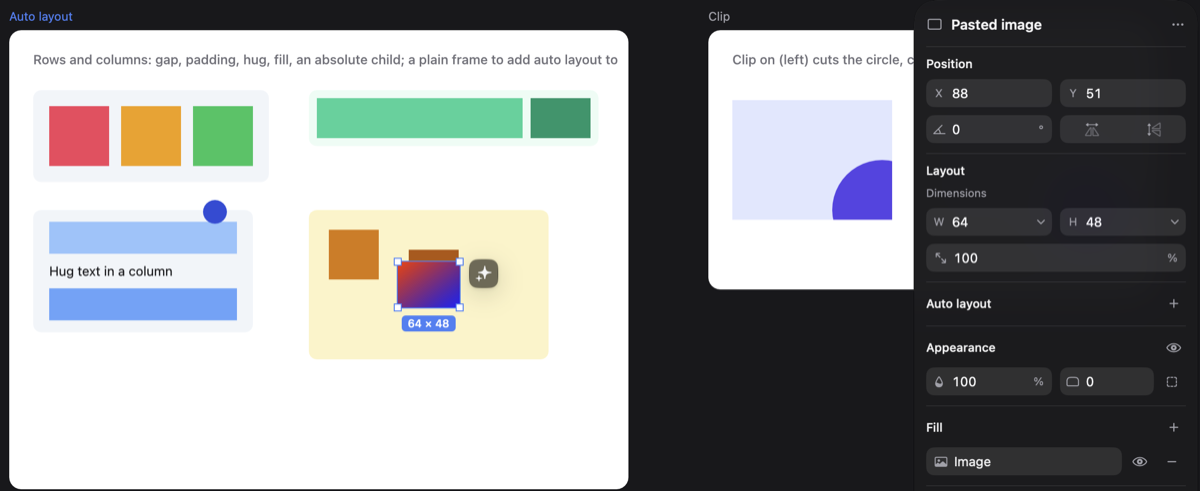 Auto layout
Rows and columns: gap, padding, hug, fill, an absolute child; a plain frame to add auto layout to
Hug text in a column
64 × 48
Clip
Clip on (left) cuts the circle, c
Pasted image
Position
X 88
Y 51
0 °
Layout
Dimensions
W 64
H 48
100 %
Auto layout
Appearance
100 %
0
Fill
Image